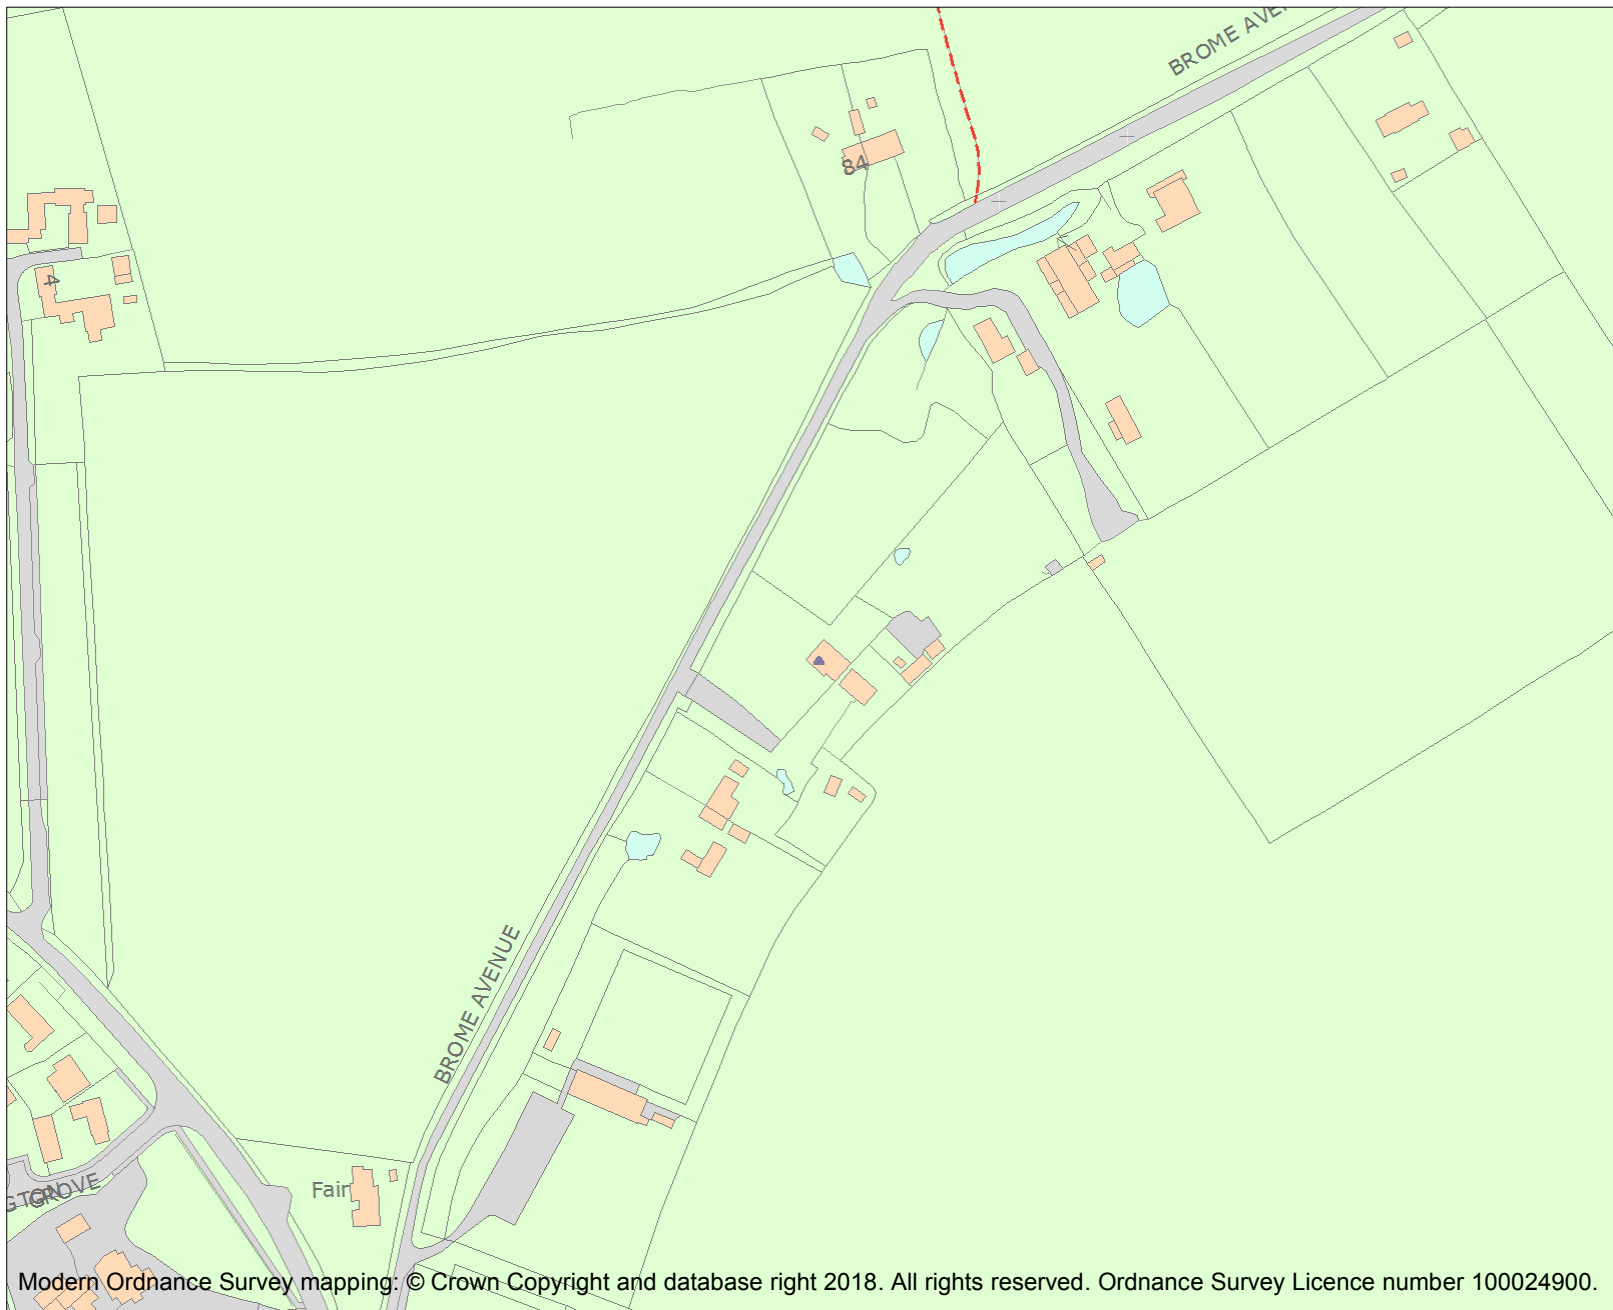 BROME AVE
84
4
BROME AVENUE
Fair
GTON
GROVE
Modern Ordnance Survey mapping: © Crown Copyright and database right 2018. All rights reserved. Ordnance Survey Licence number 100024900.